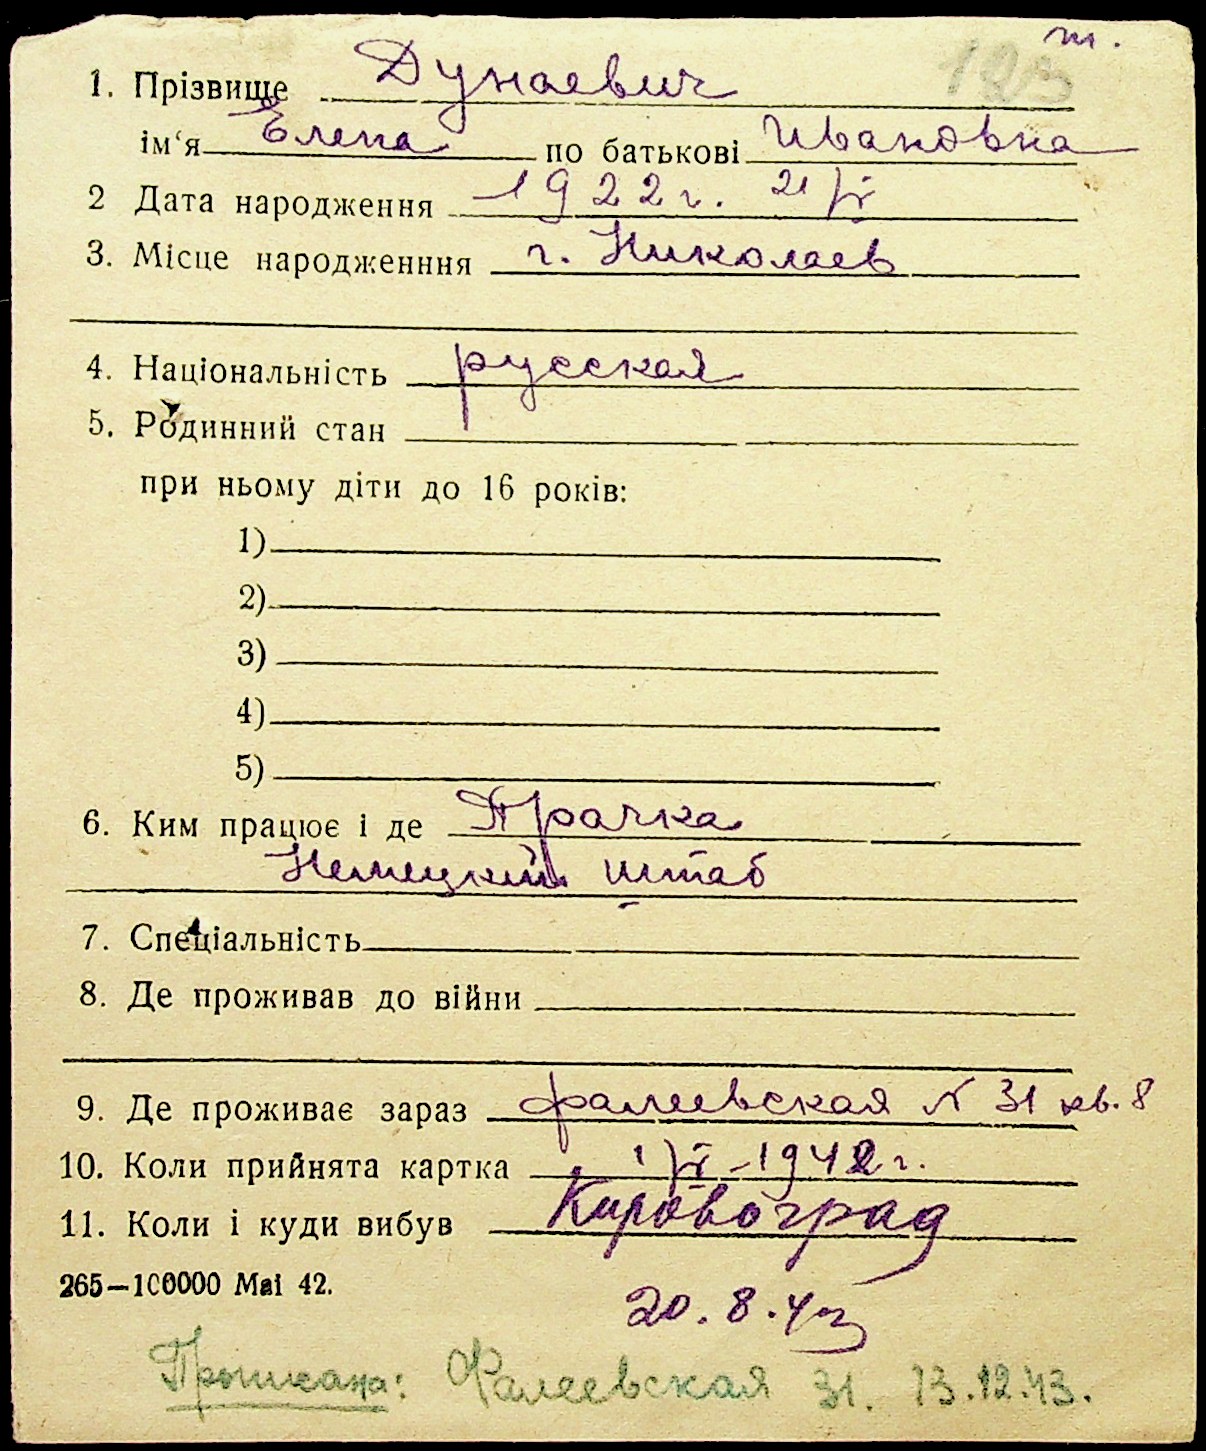 т.
123
1. Прізвище Дунаевич
ім‘я Елена по батькові Ивановна
2 Дата народження 1922 г. 21/V
3. Місце народженння г. Николаев
4. Національність русская
5. Родинний стан
при ньому діти до 16 років:
1)
2)
3)
4)
5)
6. Ким працює і де Прачка
Немецкий штаб
7. Спеціальність
8. Де проживав до війни
9. Де проживає зараз фалеевская N 31 кв. 8
10. Коли прийнята картка 1942 г.
11. Коли і куди вибув Кировоград
265—100000 Mai 42.
20.8.43
Прописана: Фалеевская 31. 13.12.43.